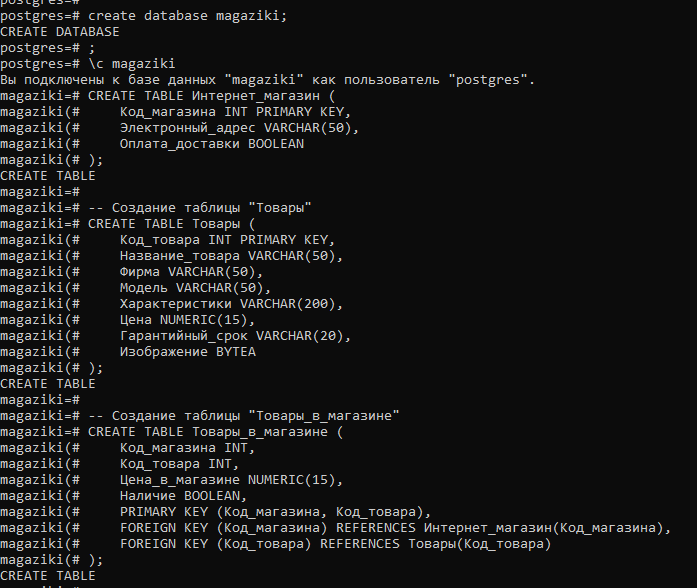 postgres=#
postgres=# create database magaziki;
CREATE DATABASE
postgres=# ;
postgres=# \c magaziki
Вы подключены к базе данных "magaziki" как пользователь "postgres".
magaziki=# CREATE TABLE Интернет_магазин (
magaziki(#     Код_магазина INT PRIMARY KEY,
magaziki(#     Электронный_адрес VARCHAR(50),
magaziki(#     Оплата_доставки BOOLEAN
magaziki(# );
CREATE TABLE
magaziki=#
magaziki=# -- Создание таблицы "Товары"
magaziki=# CREATE TABLE Товары (
magaziki(#     Код_товара INT PRIMARY KEY,
magaziki(#     Название_товара VARCHAR(50),
magaziki(#     Фирма VARCHAR(50),
magaziki(#     Модель VARCHAR(50),
magaziki(#     Характеристики VARCHAR(200),
magaziki(#     Цена NUMERIC(15),
magaziki(#     Гарантийный_срок VARCHAR(20),
magaziki(#     Изображение BYTEA
magaziki(# );
CREATE TABLE
magaziki=#
magaziki=# -- Создание таблицы "Товары_в_магазине"
magaziki=# CREATE TABLE Товары_в_магазине (
magaziki(#     Код_магазина INT,
magaziki(#     Код_товара INT,
magaziki(#     Цена_в_магазине NUMERIC(15),
magaziki(#     Наличие BOOLEAN,
magaziki(#     PRIMARY KEY (Код_магазина, Код_товара),
magaziki(#     FOREIGN KEY (Код_магазина) REFERENCES Интернет_магазин(Код_магазина),
magaziki(#     FOREIGN KEY (Код_товара) REFERENCES Товары(Код_товара)
magaziki(# );
CREATE TABLE
magaziki=#